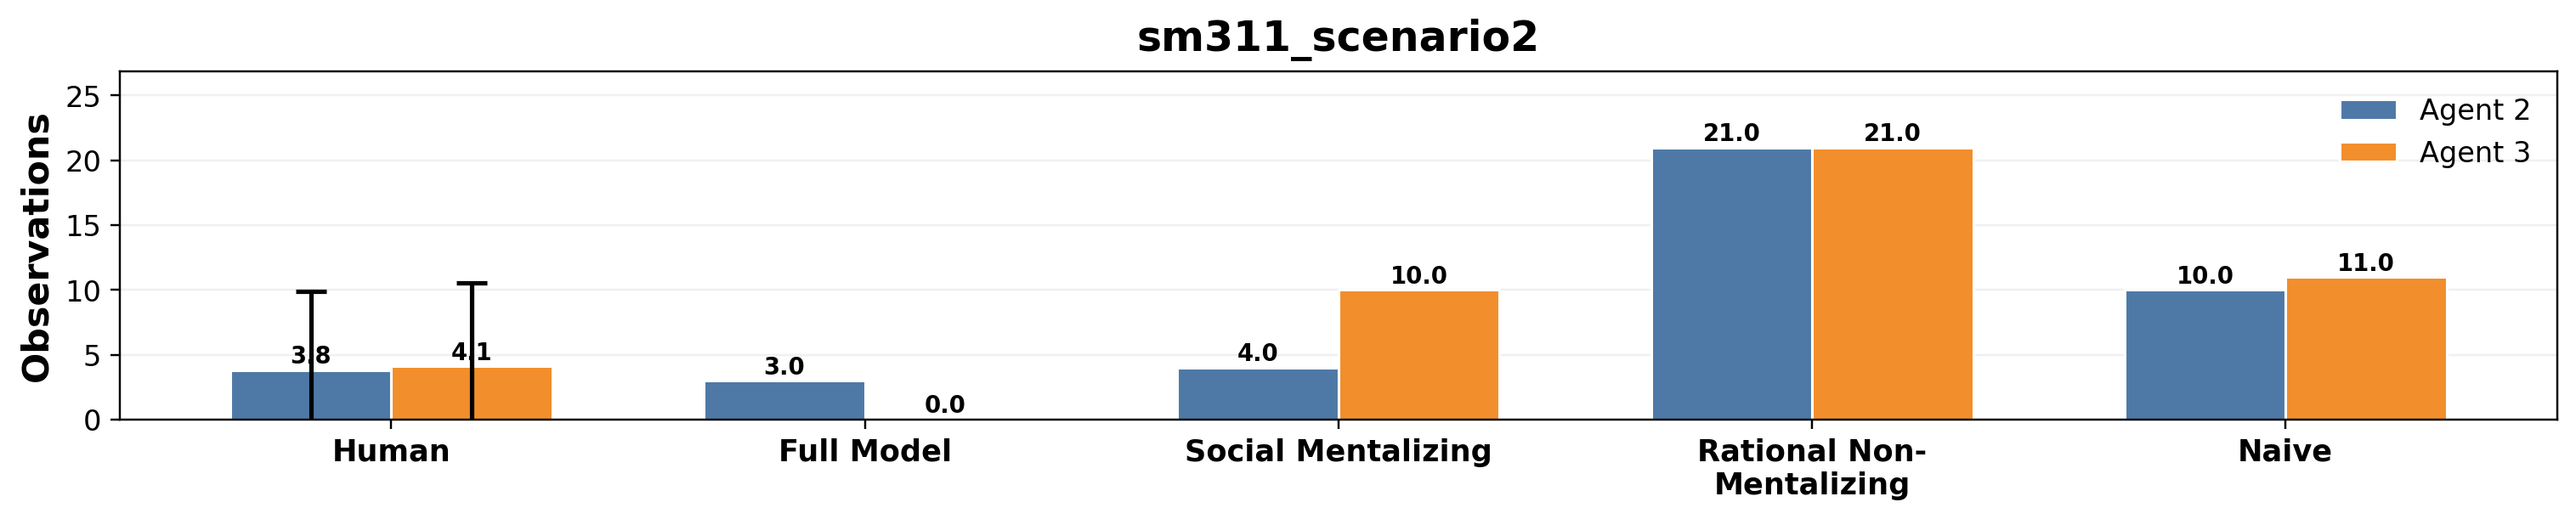 sm311_scenario2
Observations
25
20
15
10
5
0
Agent 2
Agent 3
3.8
4.1
3.0
0.0
4.0
10.0
21.0
21.0
10.0
11.0
Human
Full Model
Social Mentalizing
Rational Non-
Mentalizing
Naive